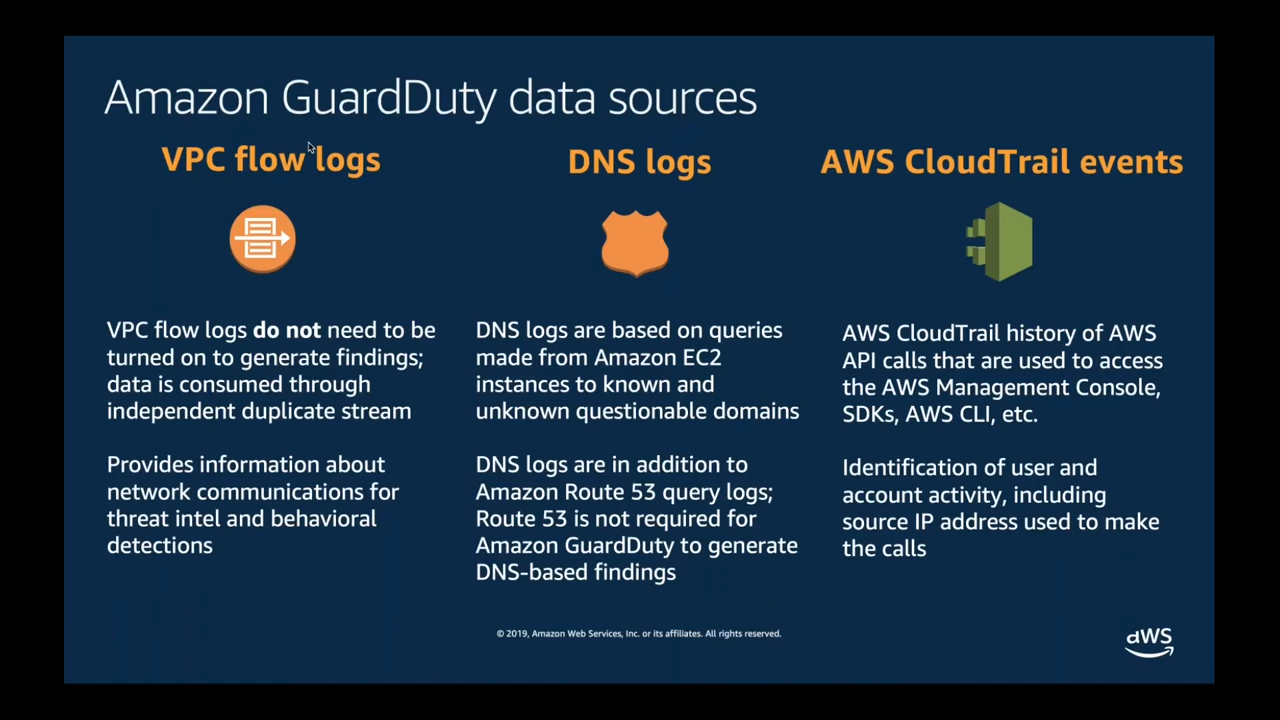 Amazon GuardDuty data sources
VPC flow logs
VPC flow logs do not need to be
turned on to generate findings;
data is consumed through
independent duplicate stream
Provides information about
network communications for
threat intel and behavioral
detections
DNS logs
DNS logs are based on queries
made from Amazon EC2
instances to known and
unknown questionable domains
DNS logs are in addition to
Amazon Route 53 query logs;
Route 53 is not required for
Amazon GuardDuty to generate
DNS-based findings
AWS CloudTrail events
AWS CloudTrail history of AWS
API calls that are used to access
the AWS Management Console,
SDKs, AWS CLI, etc.
Identification of user and
account activity, including
source IP address used to make
the calls
© 2019, Amazon Web Services, Inc. or its affiliates. All rights reserved.
aws